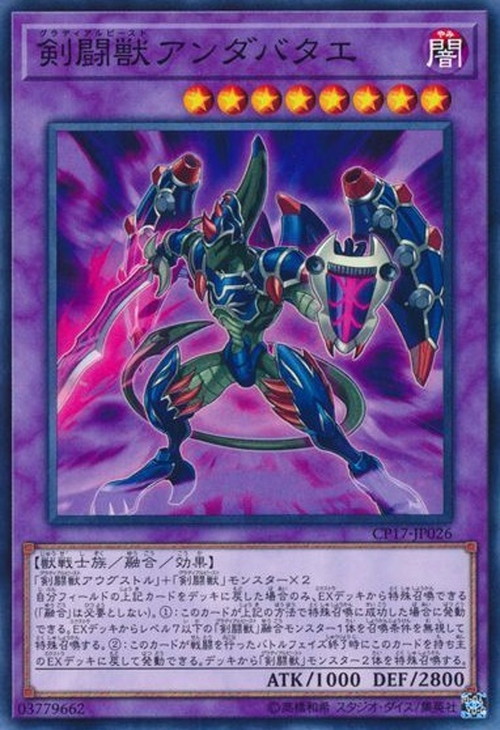 グラディアルビースト
剣闘獣アンダバタエ
やみ
闇
CP17-JP026
【獣戦士族/融合/効果】
「剣闘獣アウグストル」+「剣闘獣」モンスター×2
自分フィールドの上記カードをデッキに戻した場合のみ、EXデッキから特殊召喚できる
(「融合」は必要としない)。①:このカードが上記の方法で特殊召喚に成功した場合に発動
できる。EXデッキからレベル7以下の「剣闘獣」融合モンスター1体を召喚条件を無視して
特殊召喚する。②:このカードが戦闘を行ったバトルフェイズ終了時にこのカードを持ち主
のEXデッキに戻して発動できる。デッキから「剣闘獣」モンスター2体を特殊召喚する。
ATK/1000 DEF/2800
03779662
©高橋和希 スタジオ・ダイス/集英社